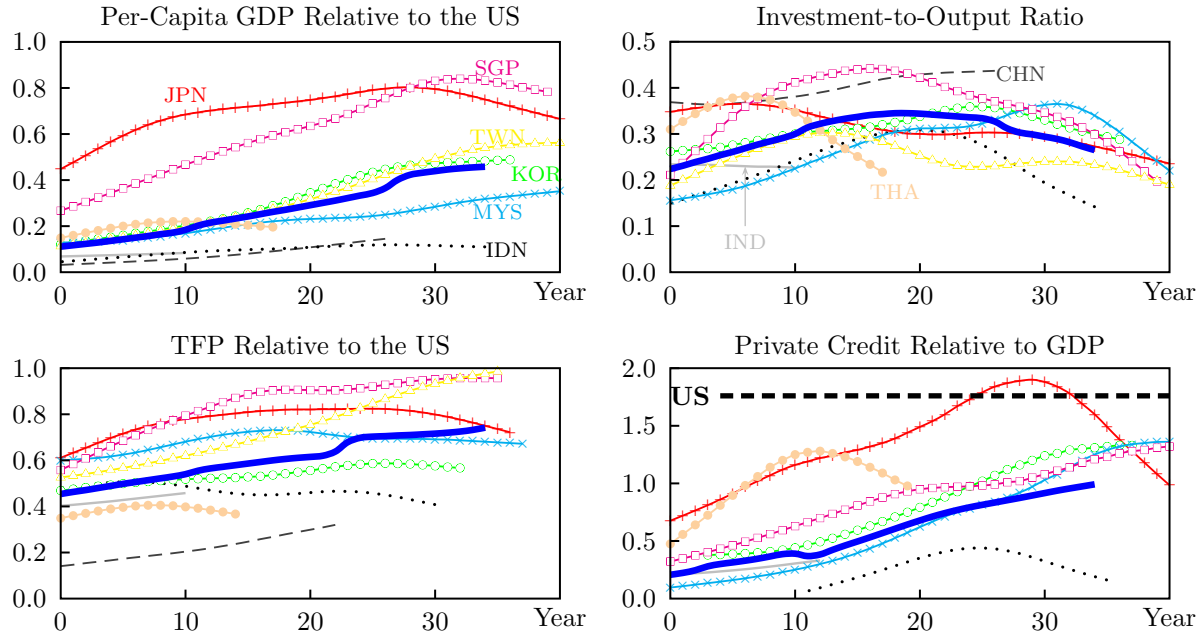 Per-Capita GDP Relative to the US
1.0
0.8
0.6
0.4
0.2
0.0
0
10
20
30
Year
JPN
SGP
TWN
KOR
MYS
IDN
Investment-to-Output Ratio
0.5
0.4
0.3
0.2
0.1
0.0
0
10
20
30
Year
CHN
THA
IND
TFP Relative to the US
1.0
0.8
0.6
0.4
0.2
0.0
0
10
20
30
Year
Private Credit Relative to GDP
2.0
1.5
1.0
0.5
0.0
0
10
20
30
Year
US